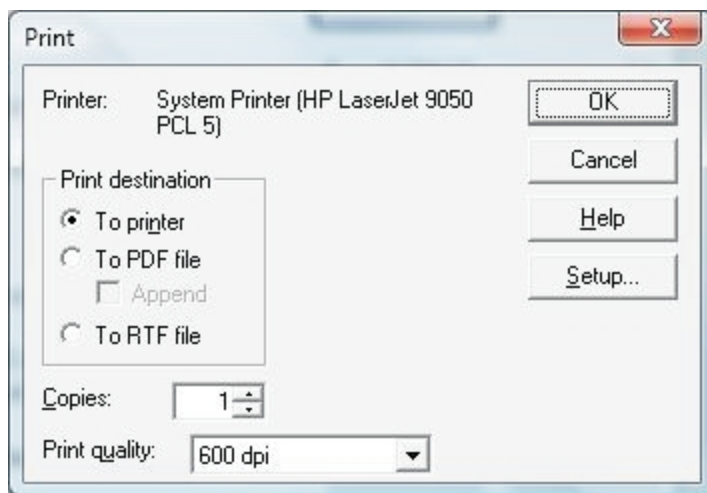 Print
Printer: System Printer (HP LaserJet 9050
PCL 5)
OK
Cancel
Help
Setup...
Print destination
To printer
To PDF file
Append
To RTF file
Copies: 1
Print quality: 600 dpi